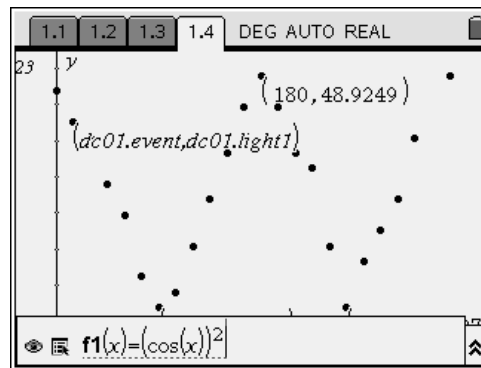 1.1 1.2 1.3 1.4 DEG AUTO REAL
23 y
(180,48.9249)
(dc01.event,dc01.light1)
f1(x)=(cos(x))²